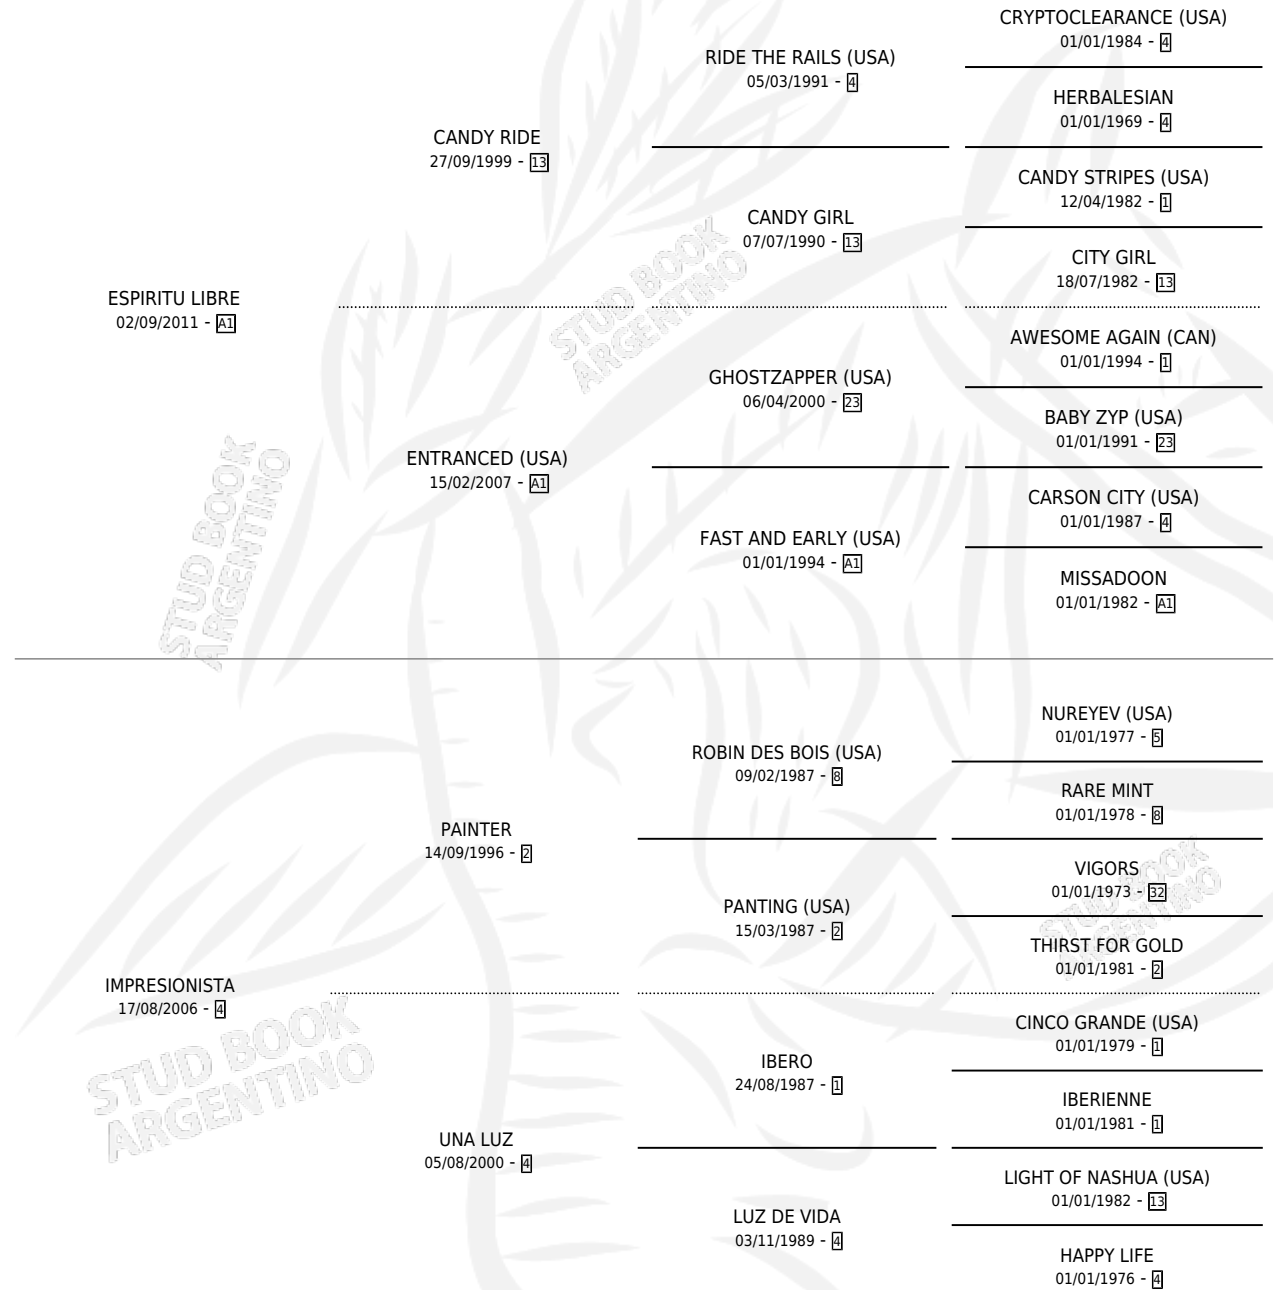 CRYPTOCLEARANCE (USA)
01/01/1984 - 4
RIDE THE RAILS (USA)
05/03/1991 - 4
HERBALESIAN
01/01/1969 - 4
CANDY RIDE
27/09/1999 - 13
CANDY STRIPES (USA)
12/04/1982 - 1
CANDY GIRL
07/07/1990 - 13
CITY GIRL
18/07/1982 - 13
ESPIRITU LIBRE
02/09/2011 - A1
STUD BOOK
ARGENTINO
AWESOME AGAIN (CAN)
01/01/1994 - 1
GHOSTZAPPER (USA)
06/04/2000 - 23
BABY ZYP (USA)
01/01/1991 - 23
ENTRANCED (USA)
15/02/2007 - A1
CARSON CITY (USA)
01/01/1987 - 4
FAST AND EARLY (USA)
01/01/1994 - A1
MISSADOON
01/01/1982 - A1
STUD BOOK
ARGENTINO
NUREYEV (USA)
01/01/1977 - 5
ROBIN DES BOIS (USA)
09/02/1987 - 8
RARE MINT
01/01/1978 - 8
PAINTER
14/09/1996 - 2
VIGORS
01/01/1973 - 32
PANTING (USA)
15/03/1987 - 2
STUD BOOK
ARGENTINO
THIRST FOR GOLD
01/01/1981 - 2
IMPRESIONISTA
17/08/2006 - 4
CINCO GRANDE (USA)
01/01/1979 - 1
IBERO
24/08/1987 - 1
STUD BOOK
ARGENTINO
IBERIENNE
01/01/1981 - 1
UNA LUZ
05/08/2000 - 4
LIGHT OF NASHUA (USA)
01/01/1982 - 13
LUZ DE VIDA
03/11/1989 - 4
HAPPY LIFE
01/01/1976 - 4